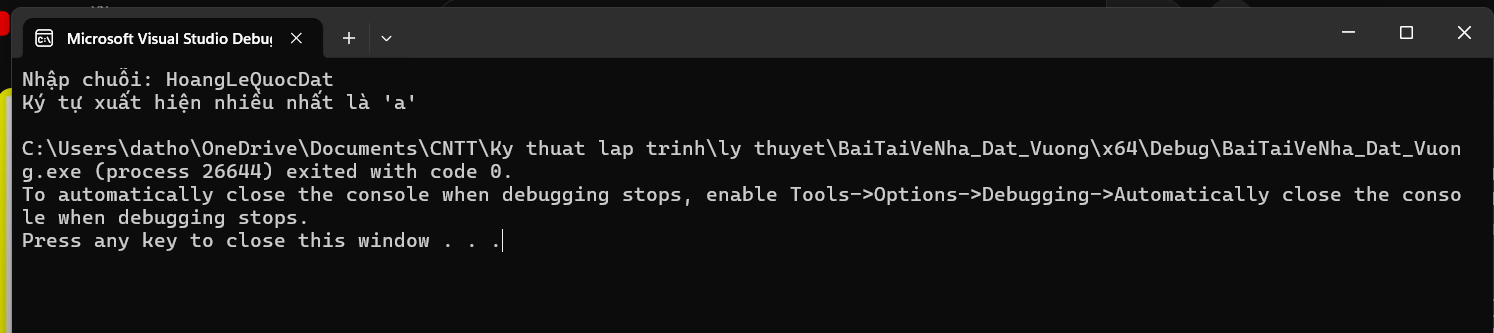 Microsoft Visual Studio Debu
Nhập chuỗi: HoangLeQuocDat
Ký tự xuất hiện nhiều nhất là 'a'
C:\Users\datho\OneDrive\Documents\CNTT\Ky thuat lap trinh\ly thuyet\BaiTaiVeNha_Dat_Vuong\x64\Debug\BaiTaiVeNha_Dat_Vuon
g.exe (process 26644) exited with code 0.
To automatically close the console when debugging stops, enable Tools->Options->Debugging->Automatically close the conso
le when debugging stops.
Press any key to close this window . . .